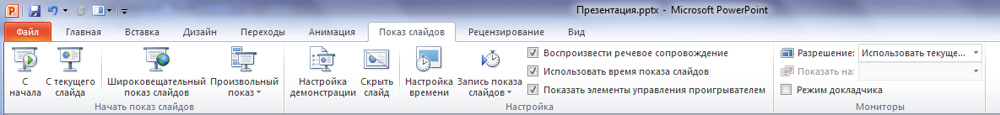 Презентация.pptx - Microsoft PowerPoint
Файл Главная Вставка Дизайн Переходы Анимация Показ слайдов Рецензирование Вид
С начала
С текущего слайда
Широковещательный показ слайдов
Произвольный показ
Настройка демонстрации
Скрыть слайд
Настройка времени
Запись показа слайдов
Воспроизвести речевое сопровождение
Использовать время показа слайдов
Показать элементы управления проигрывателем
Разрешение: Использовать текуще...
Показать на:
Режим докладчика
Начать показ слайдов
Настройка
Мониторы